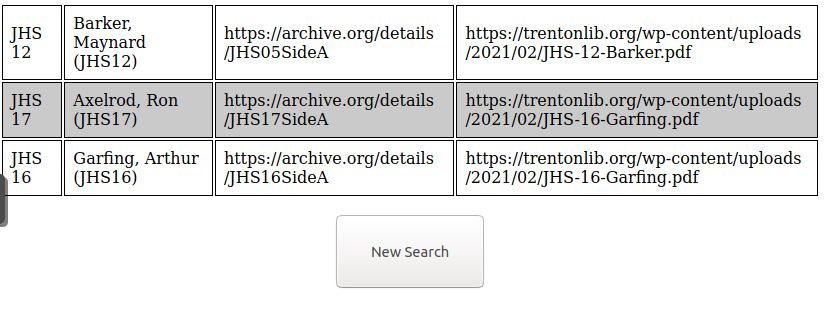 JHS
12
Barker,
Maynard
(JHS12)
https://archive.org/details
/JHS05SideA
https://trentonlib.org/wp-content/uploads
/2021/02/JHS-12-Barker.pdf
JHS
17
Axelrod, Ron
(JHS17)
https://archive.org/details
/JHS17SideA
https://trentonlib.org/wp-content/uploads
/2021/02/JHS-16-Garfing.pdf
JHS
16
Garfing, Arthur
(JHS16)
https://archive.org/details
/JHS16SideA
https://trentonlib.org/wp-content/uploads
/2021/02/JHS-16-Garfing.pdf
New Search